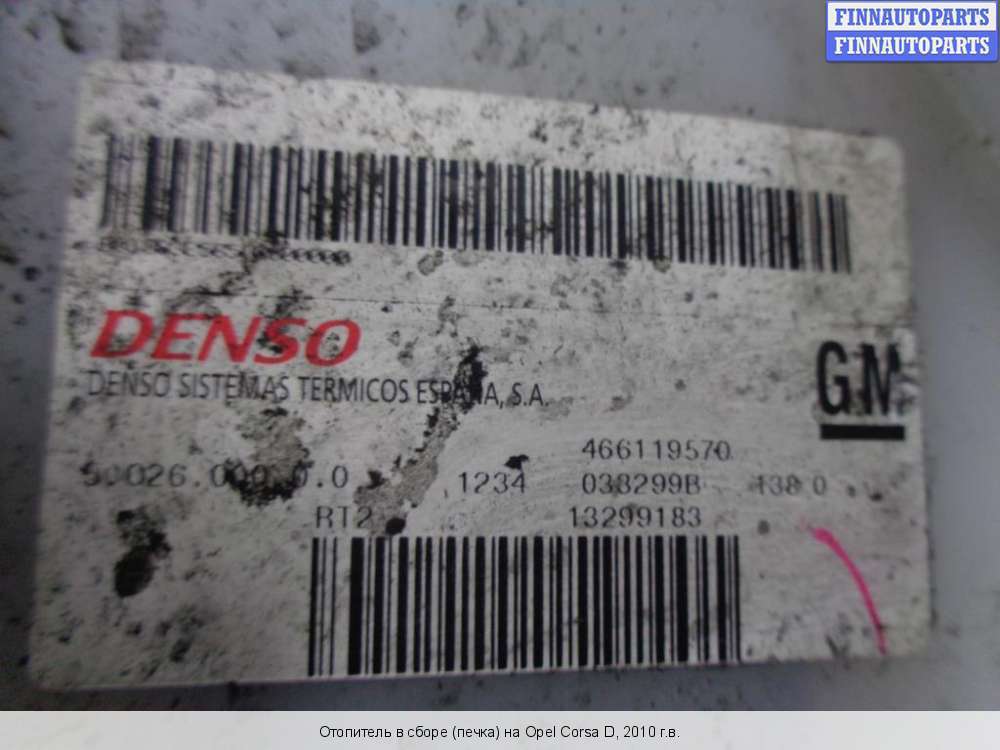 FINNAUTOPARTS
FINNAUTOPARTS
DENSO
DENSO SISTEMAS TERMICOS ESPAÑA, S.A.
GM
466119570
1234 038299B
RT2 13299183
Отопитель в сборе (печка) на Opel Corsa D, 2010 г.в.